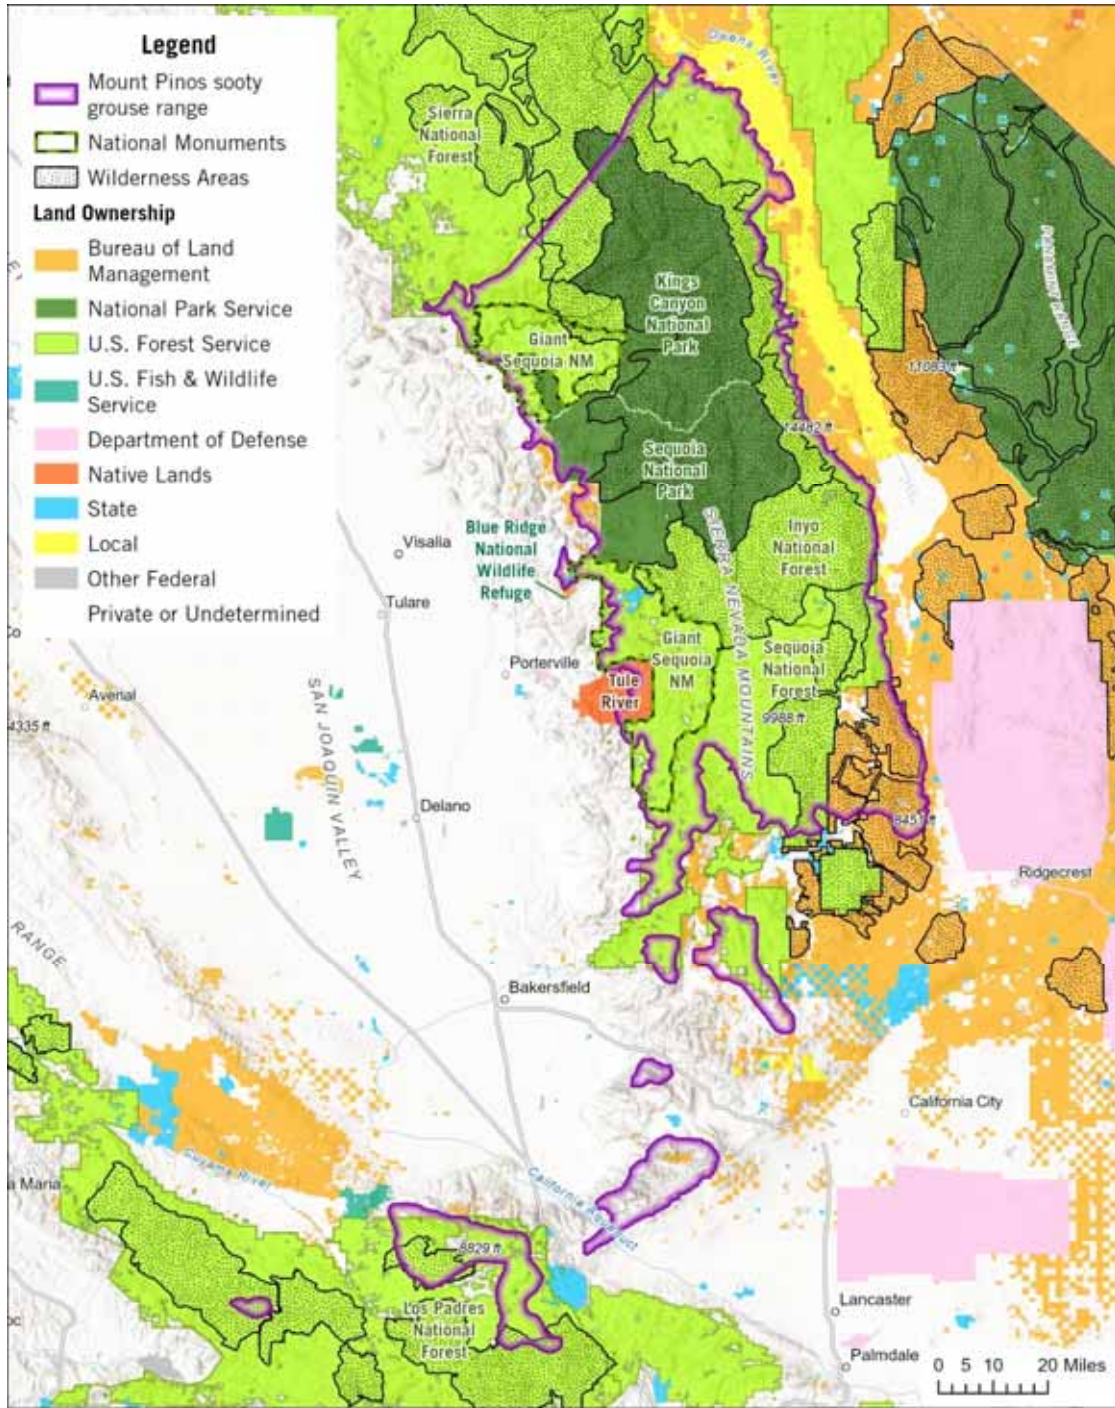 Legend
Mount Pinos sooty
grouse range
National Monuments
Wilderness Areas
Land Ownership
Bureau of Land
Management
National Park Service
U.S. Forest Service
U.S. Fish & Wildlife
Service
Department of Defense
Native Lands
State
Local
Other Federal
Private or Undetermined
Owens River
Sierra
National
Forest
Kings
Canyon
National
Park
Giant
Sequoia NM
11083 ft
14482 ft
Sequoia
National
Park
SIERRA NEVADA MOUNTAINS
Inyo
National
Forest
Blue Ridge
National
Wildlife
Refuge
Visalia
Tulare
Porterville
Giant
Sequoia
NM
Sequoia
National
Forest
Tule
River
9988 ft
Avenal
4335 ft
SAN JOAQUIN VALLEY
Delano
8451 ft
Ridgecrest
RANGE
Bakersfield
California City
Cuyama River
California Aqueduct
a Maria
8829 ft
Los Padres
National
Forest
Lancaster
Palmdale
0 5 10 20 Miles